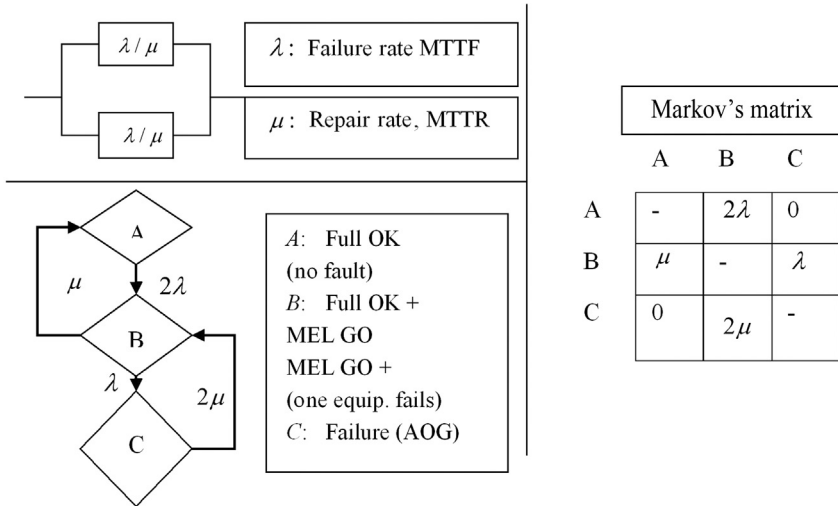 λ / μ
λ: Failure rate MTTF
λ / μ
μ: Repair rate, MTTR
A
μ
2λ
B
λ
2μ
C
A: Full OK
(no fault)
B: Full OK +
MEL GO
MEL GO +
(one equip. fails)
C: Failure (AOG)
Markov's matrix
A B C
A - 2λ 0
B μ - λ
C 0 2μ -